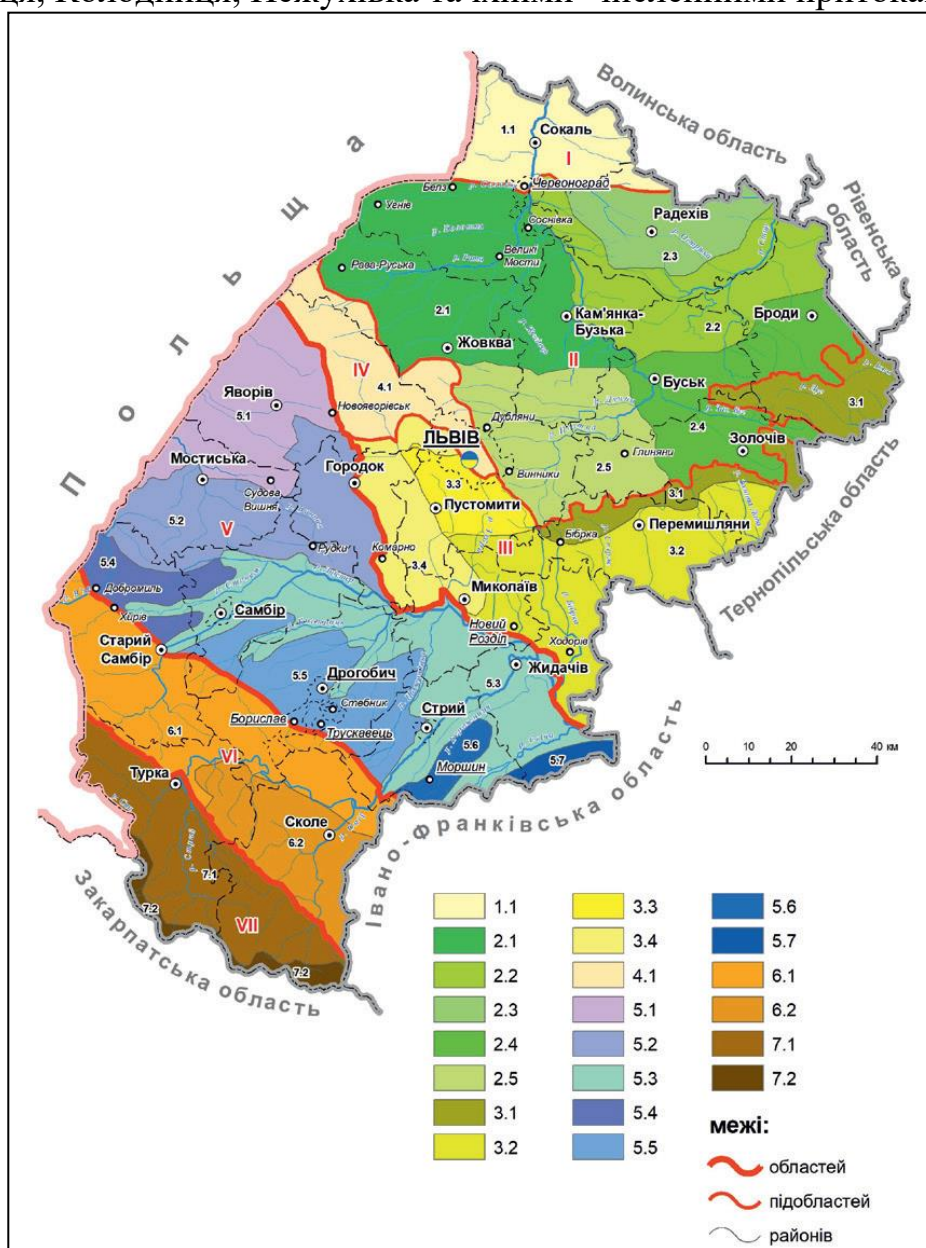 Колодниця, Нежухівка та їхніми численними притока
Волинська область
Рівенська область
Тернопільська область
Івано-Франківська область
Закарпатська область
Польща
1.1
Сокаль
I
Червоноград
Белз
Угнів
Соснівка
Радехів
2.3
Великі Мости
Рава-Руська
2.1
2.2
Кам'янка-Бузька
Броди
Жовква
II
IV
4.1
Яворів
5.1
Новояворівськ
Буськ
3.1
Дубляни
2.4
ЛЬВІВ
Золочів
Мостиська
Городок
3.3
Винники
2.5
Глиняни
Судова Вишня
Пустомити
3.1
5.2
V
Рудки
Комарно
III
Бібрка
Перемишляни
3.2
5.4
3.4
Добромиль
Хирів
Самбір
Миколаїв
Новий Розділ
Ходорів
Старий Самбір
5.5
Дрогобич
Жидачів
5.3
Стебник
Борислав
Трускавець
Стрий
5.6
6.1
VI
Моршин
5.7
Турка
Сколе
6.2
7.1
7.2
VII
7.2
0 10 20 40 км
1.1 3.3 5.6
2.1 3.4 5.7
2.2 4.1 6.1
2.3 5.1 6.2
2.4 5.2 7.1
2.5 5.3 7.2
3.1 5.4
3.2 5.5
межі:
областей
підобластей
районів